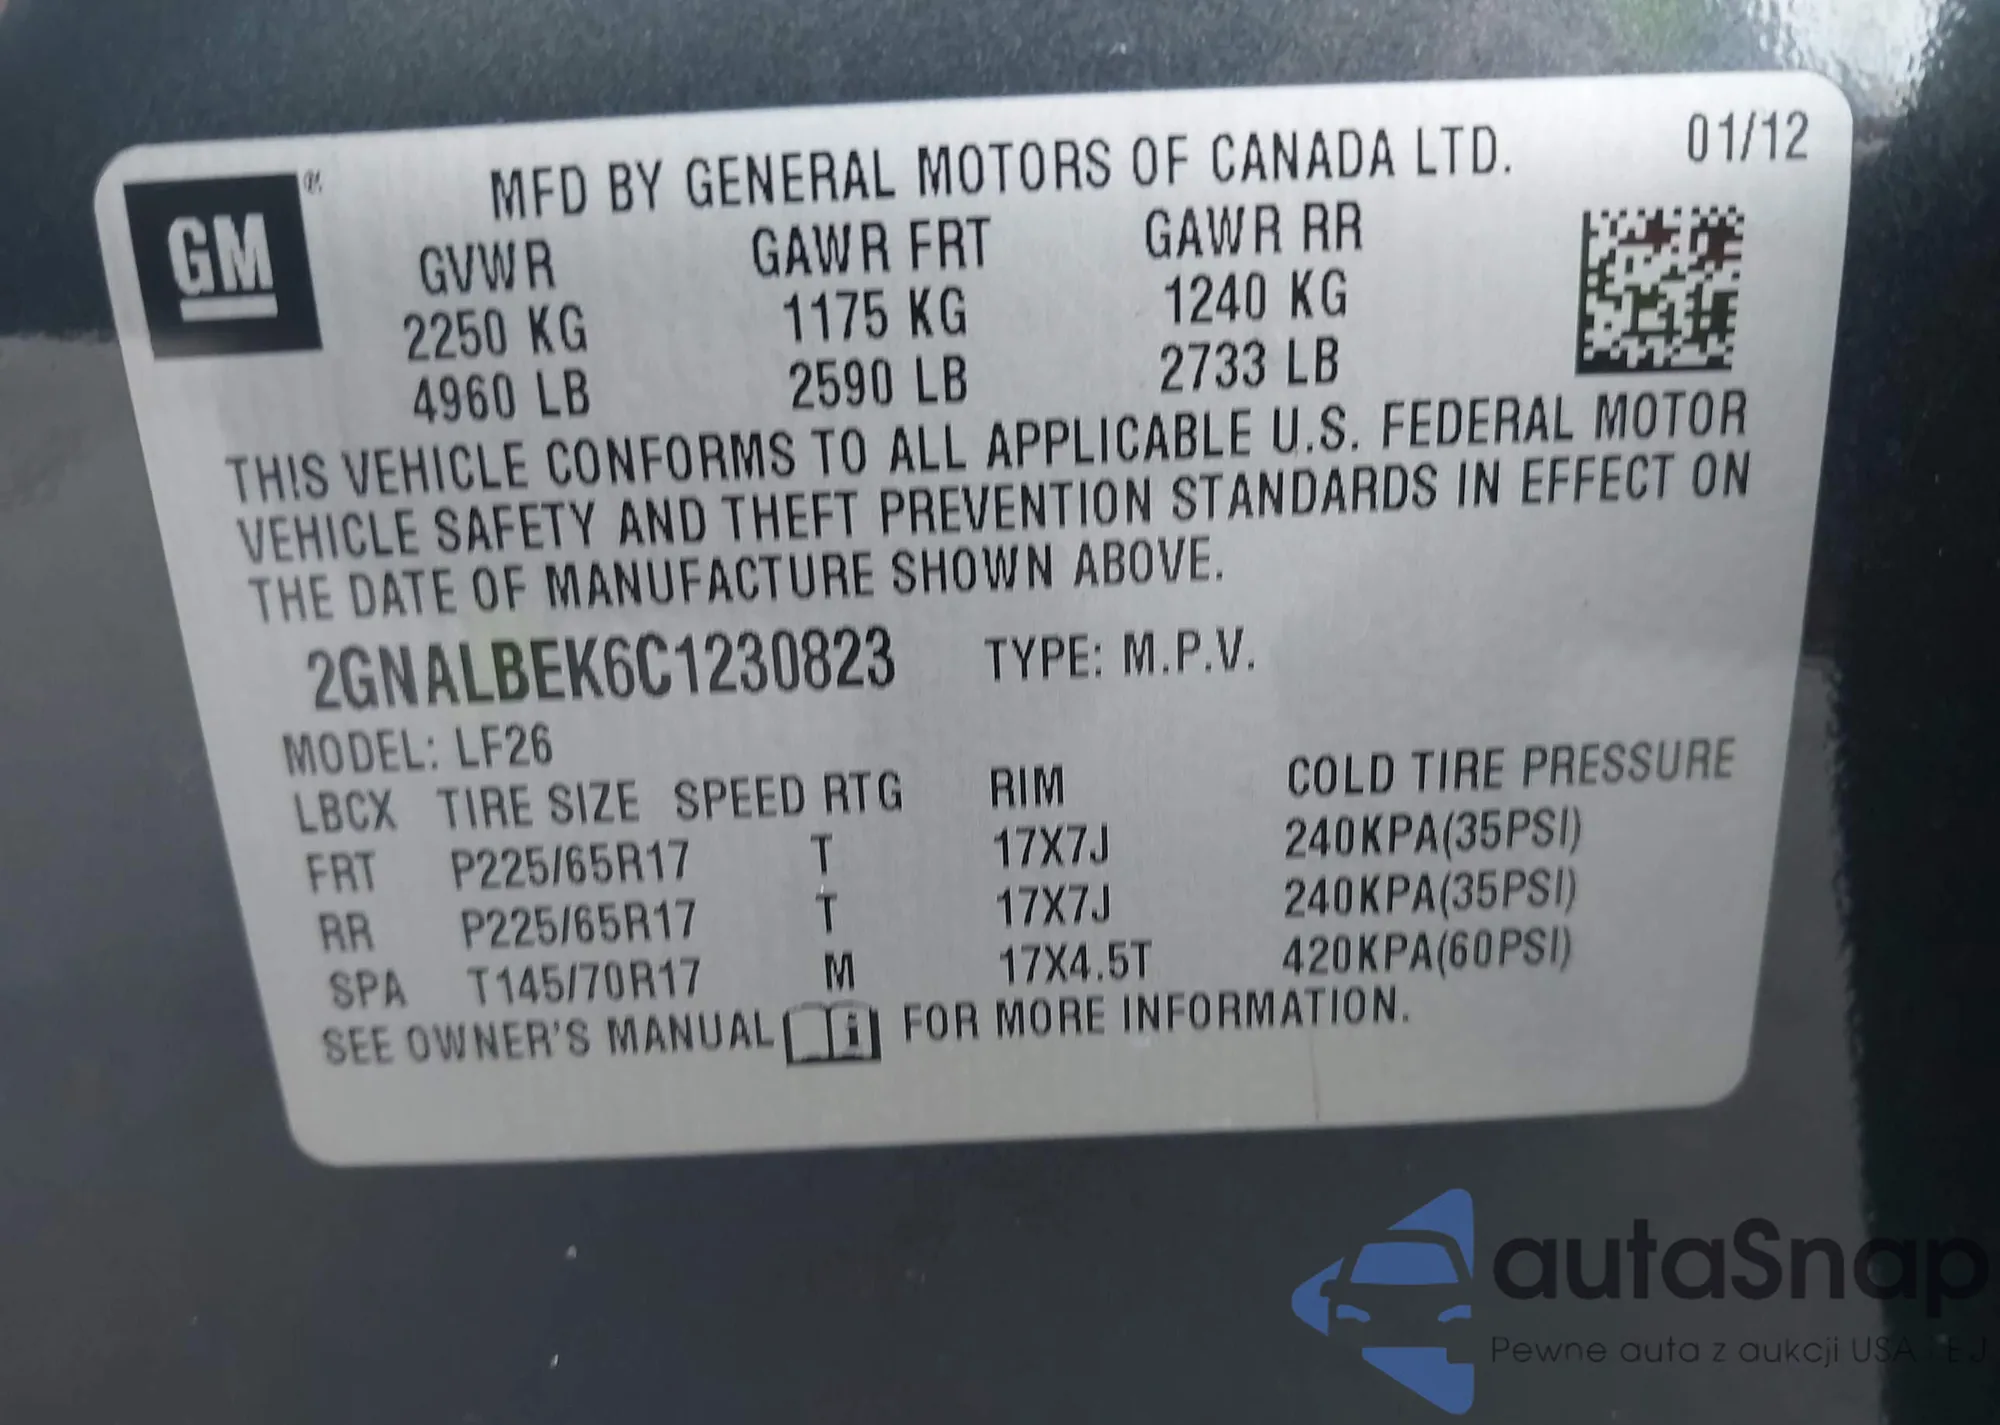 GM ®
MFD BY GENERAL MOTORS OF CANADA LTD. 01/12
GVWR GAWR FRT GAWR RR
2250 KG 1175 KG 1240 KG
4960 LB 2590 LB 2733 LB
THIS VEHICLE CONFORMS TO ALL APPLICABLE U.S. FEDERAL MOTOR
VEHICLE SAFETY AND THEFT PREVENTION STANDARDS IN EFFECT ON
THE DATE OF MANUFACTURE SHOWN ABOVE.
2GNALBEK6C1230823 TYPE: M.P.V.
MODEL: LF26
LBCX TIRE SIZE SPEED RTG RIM COLD TIRE PRESSURE
FRT P225/65R17 T 17X7J 240KPA(35PSI)
RR P225/65R17 T 17X7J 240KPA(35PSI)
SPA T145/70R17 M 17X4.5T 420KPA(60PSI)
SEE OWNER'S MANUAL i FOR MORE INFORMATION.
autaSnap
Pewne auta z aukcji USA i EJ